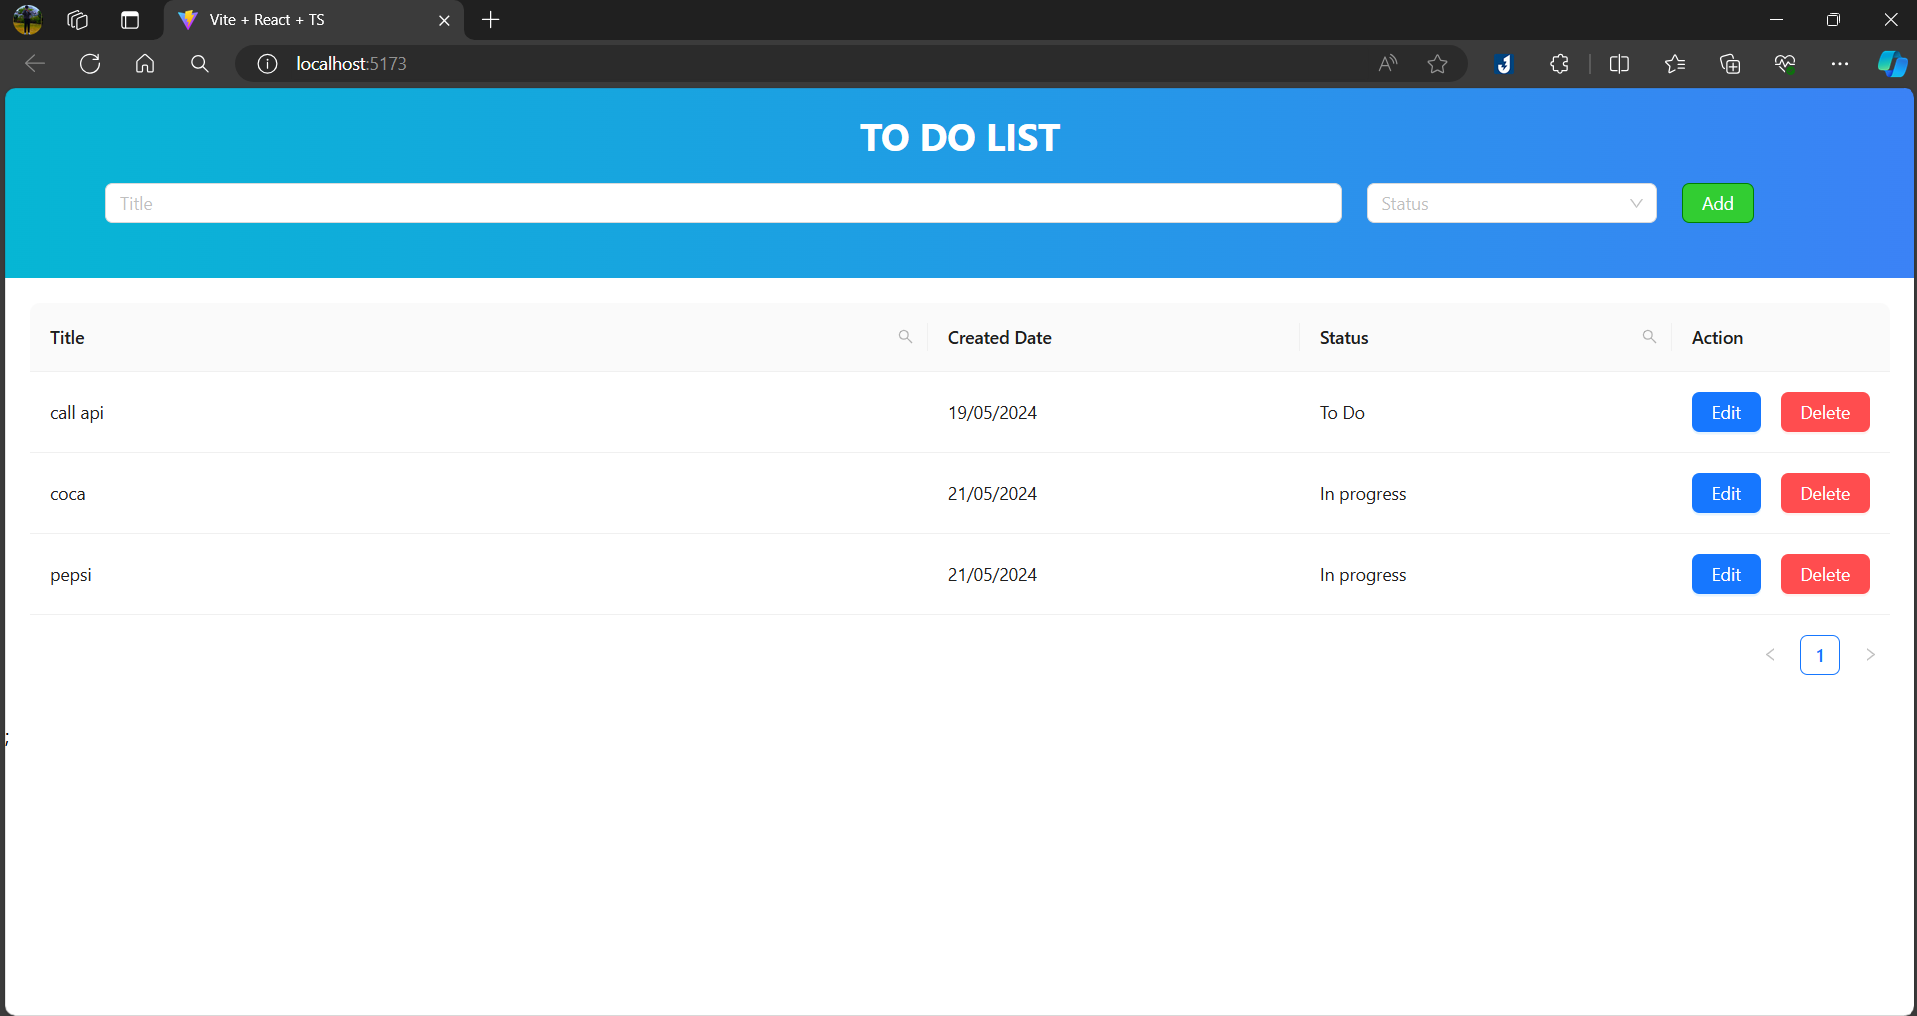 Vite + React + TS
localhost:5173
TO DO LIST
Title Status Add
Title Created Date Status Action
call api 19/05/2024 To Do Edit Delete
coca 21/05/2024 In progress Edit Delete
pepsi 21/05/2024 In progress Edit Delete
< 1 >
;